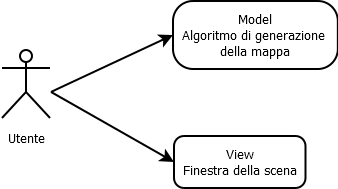 Model
Algoritmo di generazione
della mappa
Utente
View
Finestra della scena